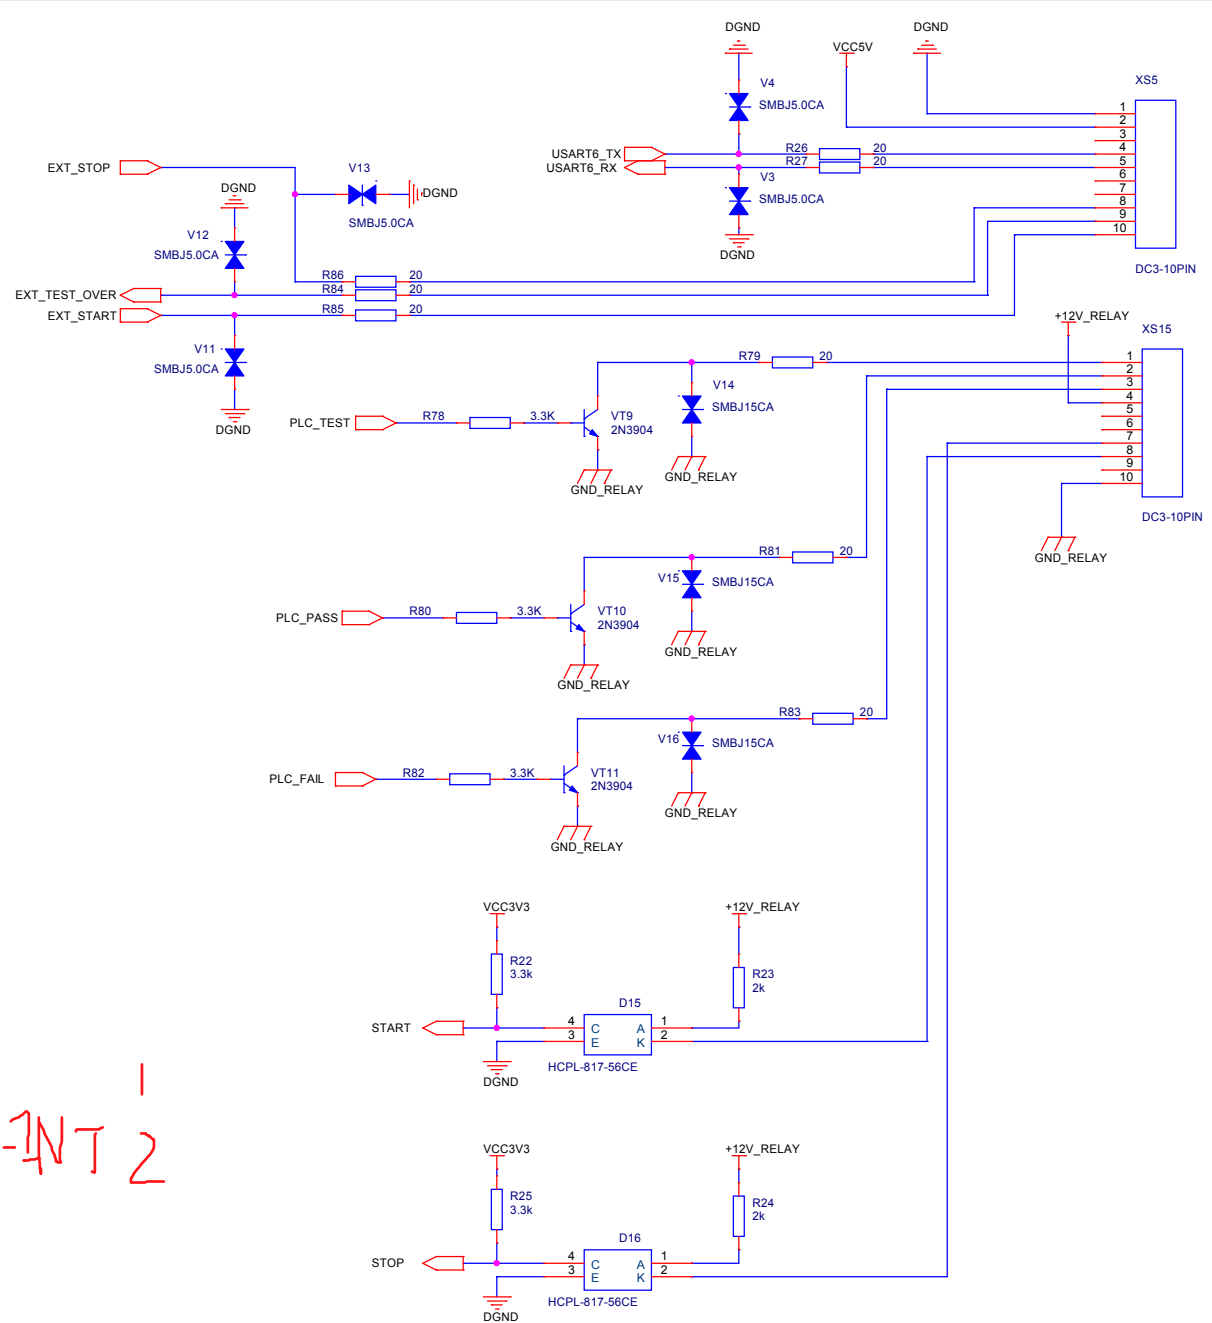 DGND
DGND
VCC5V
XS5
V4
SMBJ5.0CA
1
2
3
USART6_TX
R26
20
4
USART6_RX
R27
20
5
6
7
8
9
10
V3
SMBJ5.0CA
DGND
DC3-10PIN
EXT_STOP
V13
DGND
SMBJ5.0CA
DGND
V12
SMBJ5.0CA
R86
20
EXT_TEST_OVER
R84
20
EXT_START
R85
20
V11
SMBJ5.0CA
DGND
+12V_RELAY
XS15
1
2
3
4
5
6
7
8
9
10
DC3-10PIN
GND_RELAY
R79
20
V14
SMBJ15CA
PLC_TEST
R78
3.3K
VT9
2N3904
GND_RELAY
GND_RELAY
R81
20
V15
SMBJ15CA
PLC_PASS
R80
3.3K
VT10
2N3904
GND_RELAY
GND_RELAY
R83
20
V16
SMBJ15CA
PLC_FAIL
R82
3.3K
VT11
2N3904
GND_RELAY
GND_RELAY
VCC3V3
+12V_RELAY
R22
3.3k
R23
2k
D15
START
4
C
A
1
3
E
K
2
HCPL-817-56CE
DGND
1
-INT 2
VCC3V3
+12V_RELAY
R25
3.3k
R24
2k
D16
STOP
4
C
A
1
3
E
K
2
HCPL-817-56CE
DGND